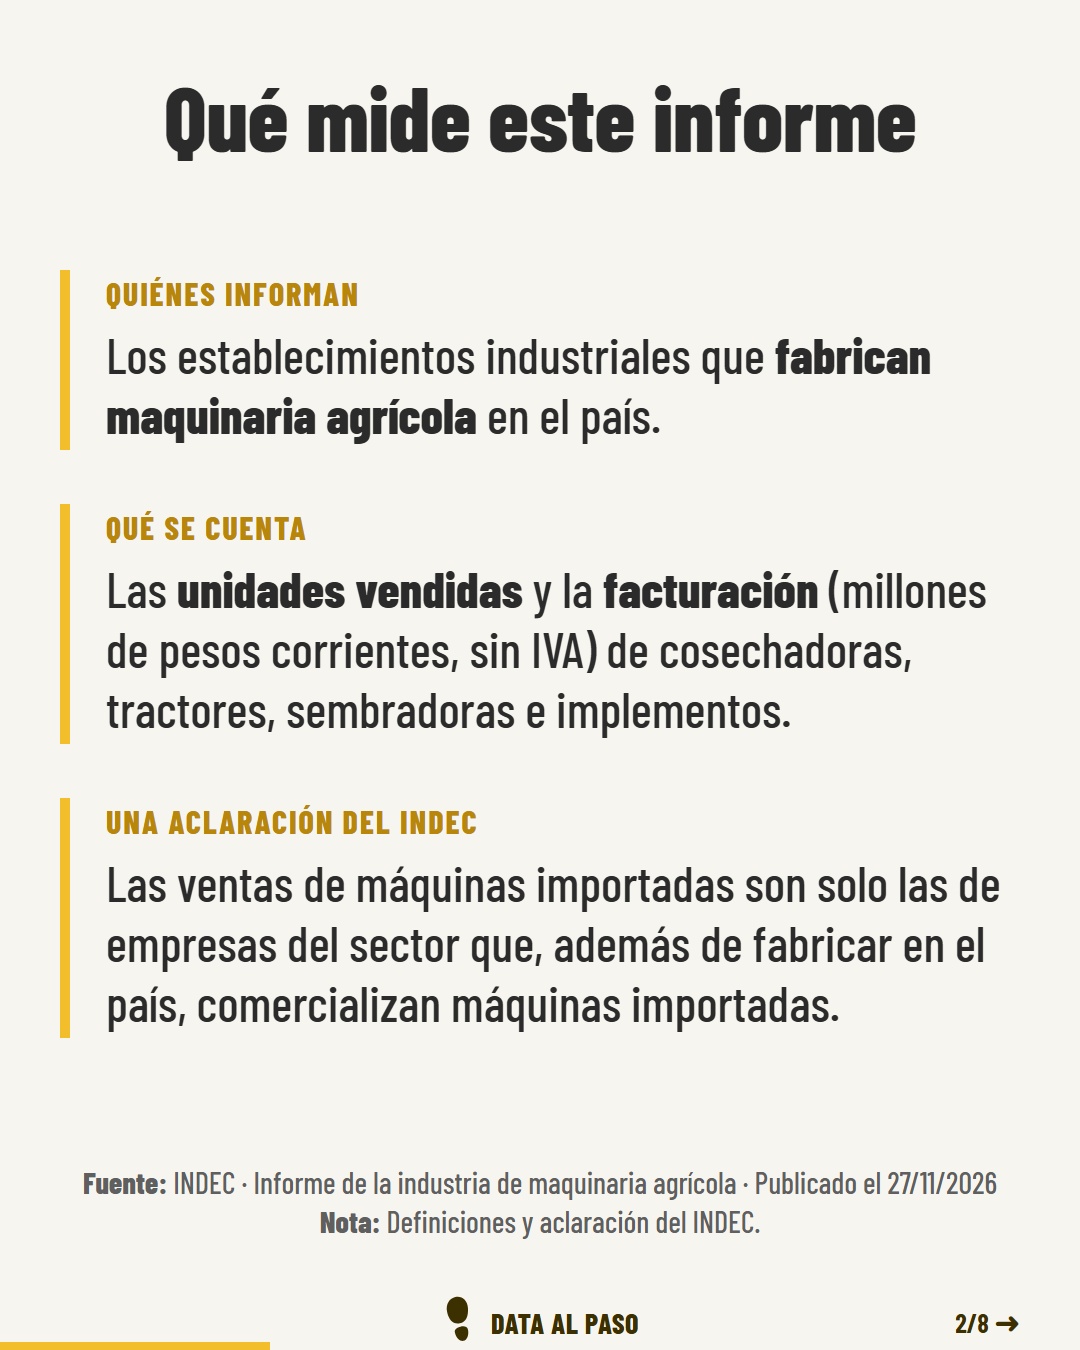 Qué mide este informe
QUIÉNES INFORMAN
Los establecimientos industriales que fabrican
maquinaria agrícola en el país.
QUÉ SE CUENTA
Las unidades vendidas y la facturación (millones
de pesos corrientes, sin IVA) de cosechadoras,
tractores, sembradoras e implementos.
UNA ACLARACIÓN DEL INDEC
Las ventas de máquinas importadas son solo las de
empresas del sector que, además de fabricar en el
país, comercializan máquinas importadas.
Fuente: INDEC · Informe de la industria de maquinaria agrícola · Publicado el 27/11/2026
Nota: Definiciones y aclaración del INDEC.
DATA AL PASO
2/8 →